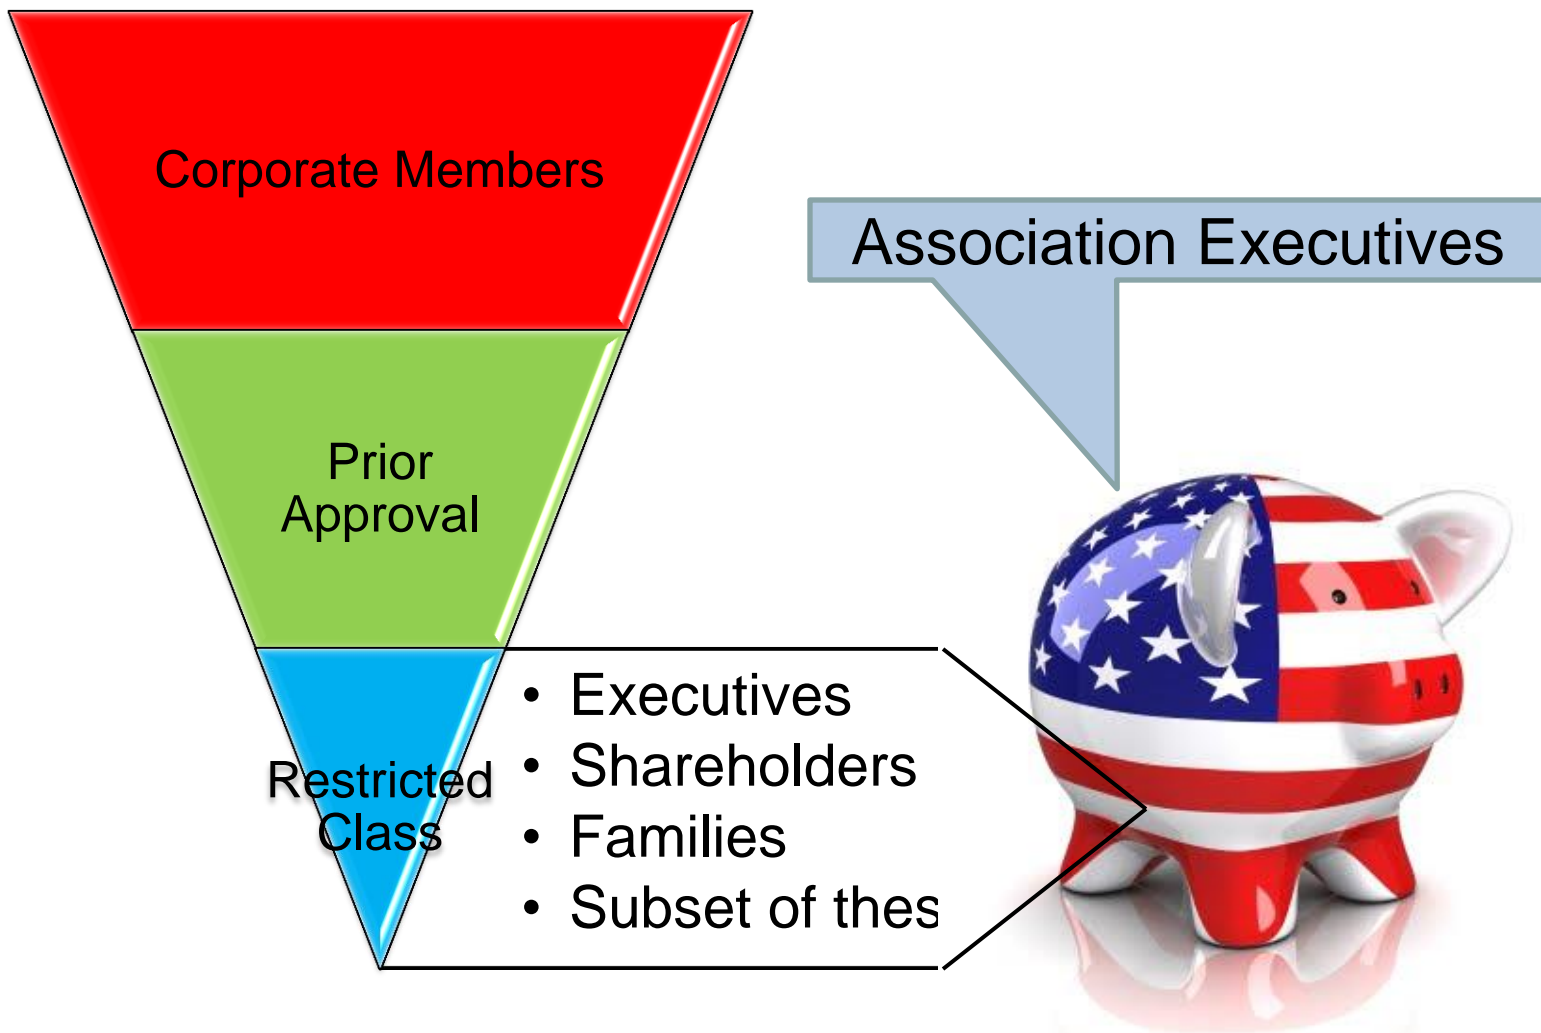 Corporate Members
Association Executives
Prior
Approval
Restricted
Class
• Executives
• Shareholders
• Families
• Subset of thes